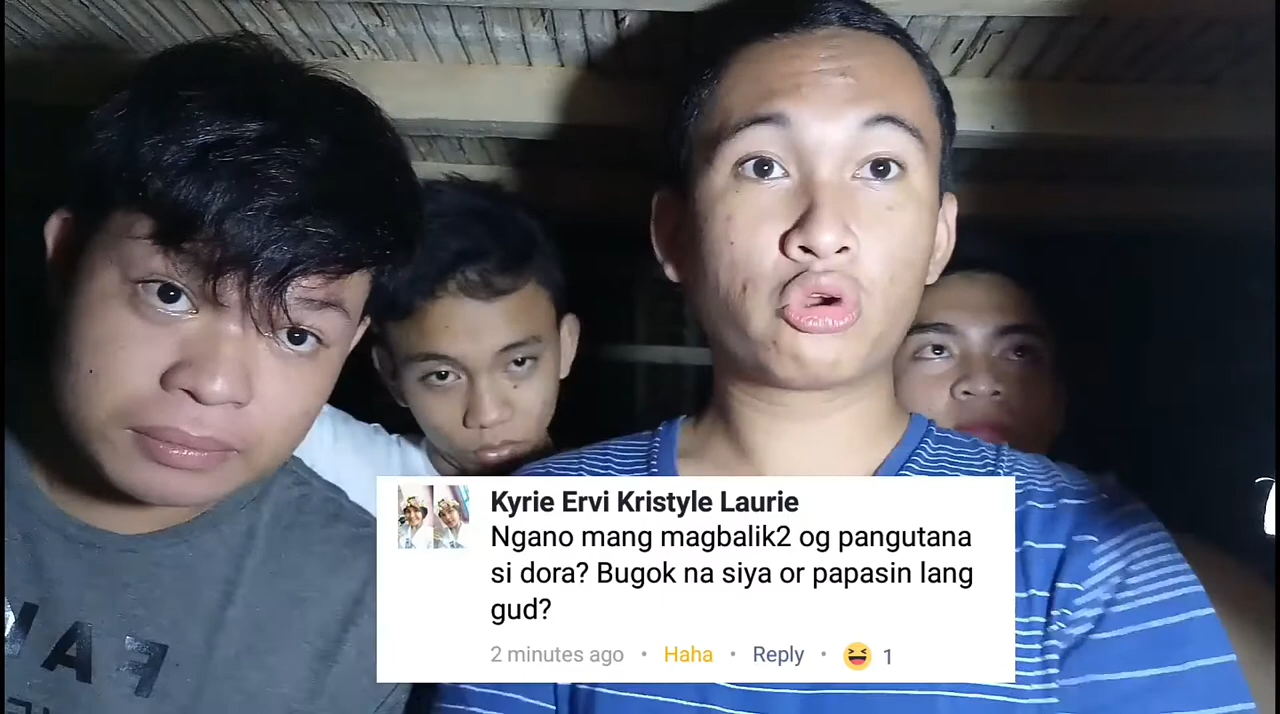 Kyrie Ervi Kristyle Laurie
Ngano mang magbalik2 og pangutana
si dora? Bugok na siya or papasin lang
gud?
2 minutes ago • Haha • Reply • 1